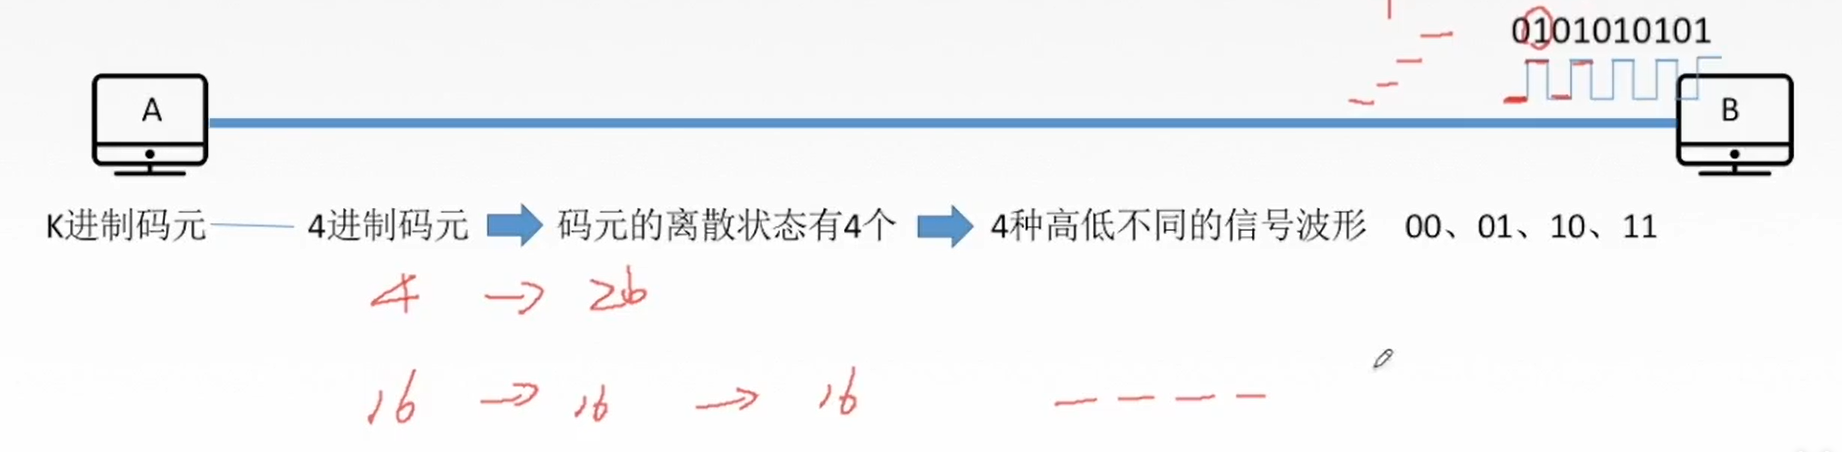 0101010101
A
B
K进制码元 4进制码元 码元的离散状态有4个 4种高低不同的信号波形 00、01、10、11
4 → 2b
16 → 16 → 16 — — — —